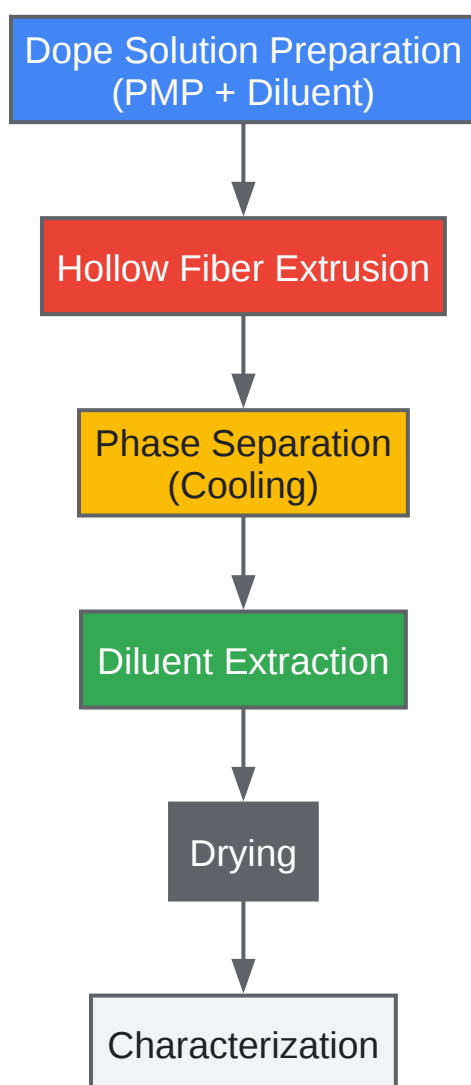 Dope Solution Preparation
(PMP + Diluent)
Hollow Fiber Extrusion
Phase Separation
(Cooling)
Diluent Extraction
Drying
Characterization